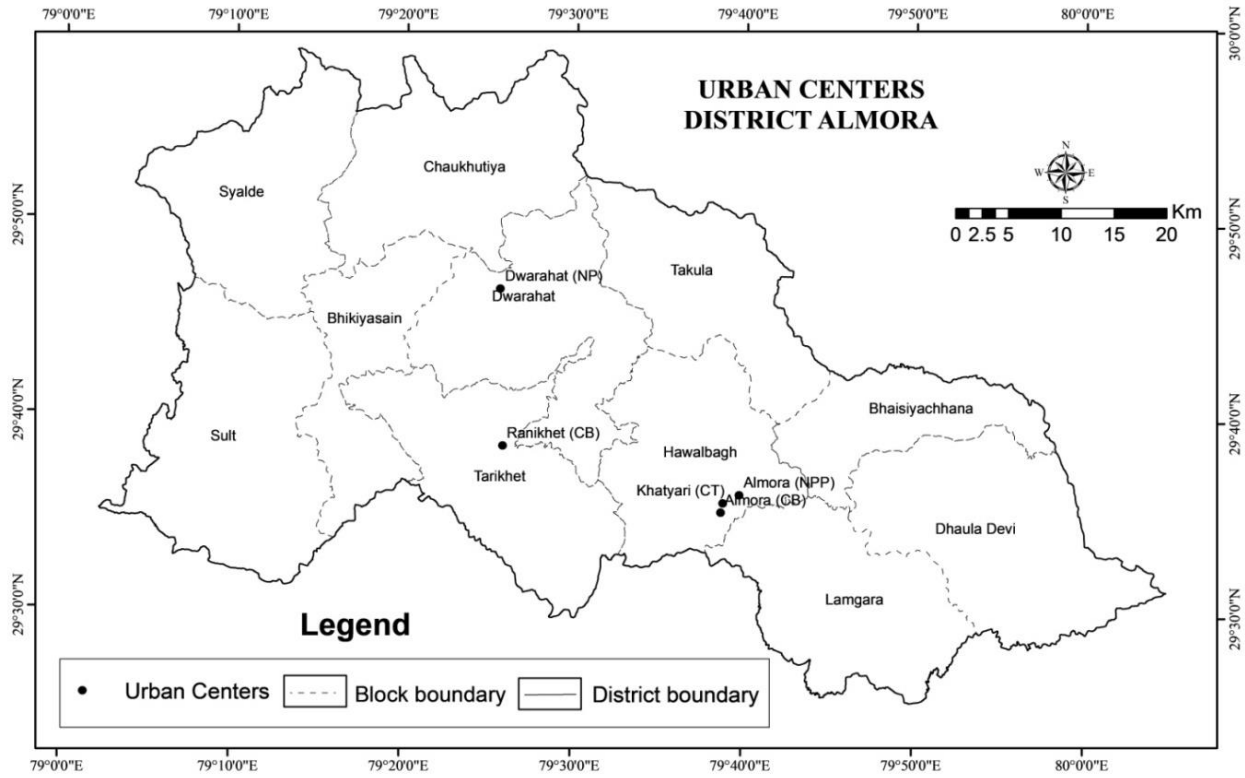 79°0'0"E 79°10'0"E 79°20'0"E 79°30'0"E 79°40'0"E 79°50'0"E 80°0'0"E
30°0'0"N
URBAN CENTERS
DISTRICT ALMORA
N
W E
S
Km
0 2.5 5 10 15 20
29°50'0"N
29°50'0"N
Chaukhutiya
Syalde
Dwarahat (NP)
Dwarahat
Takula
Bhikiyasain
29°40'0"N
29°40'0"N
Bhaisiyachhana
Sult
Ranikhet (CB)
Tarikhet
Hawalbagh
Almora (NPP)
Khatyari (CT)
Almora (CB)
Dhaula Devi
Lamgara
29°30'0"N
29°30'0"N
Legend
Urban Centers Block boundary District boundary
79°0'0"E 79°10'0"E 79°20'0"E 79°30'0"E 79°40'0"E 79°50'0"E 80°0'0"E